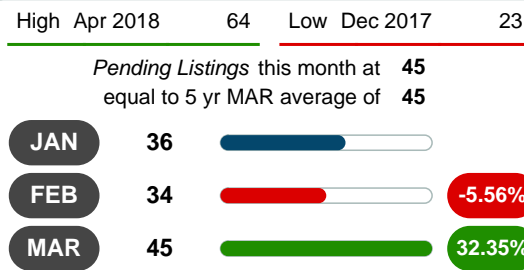 High Apr 2018 64 Low Dec 2017 23
Pending Listings this month at 45
equal to 5 yr MAR average of 45
JAN 36
FEB 34 -5.56%
MAR 45 32.35%